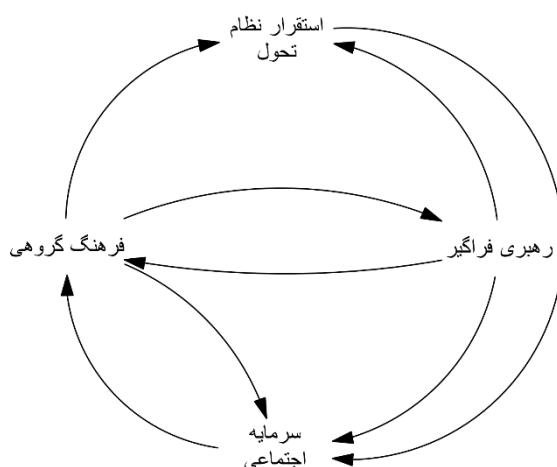 استقرار نظام
تحول
رهبری فراگیر
فرهنگ گروهی
سرمایه
اجتماعی